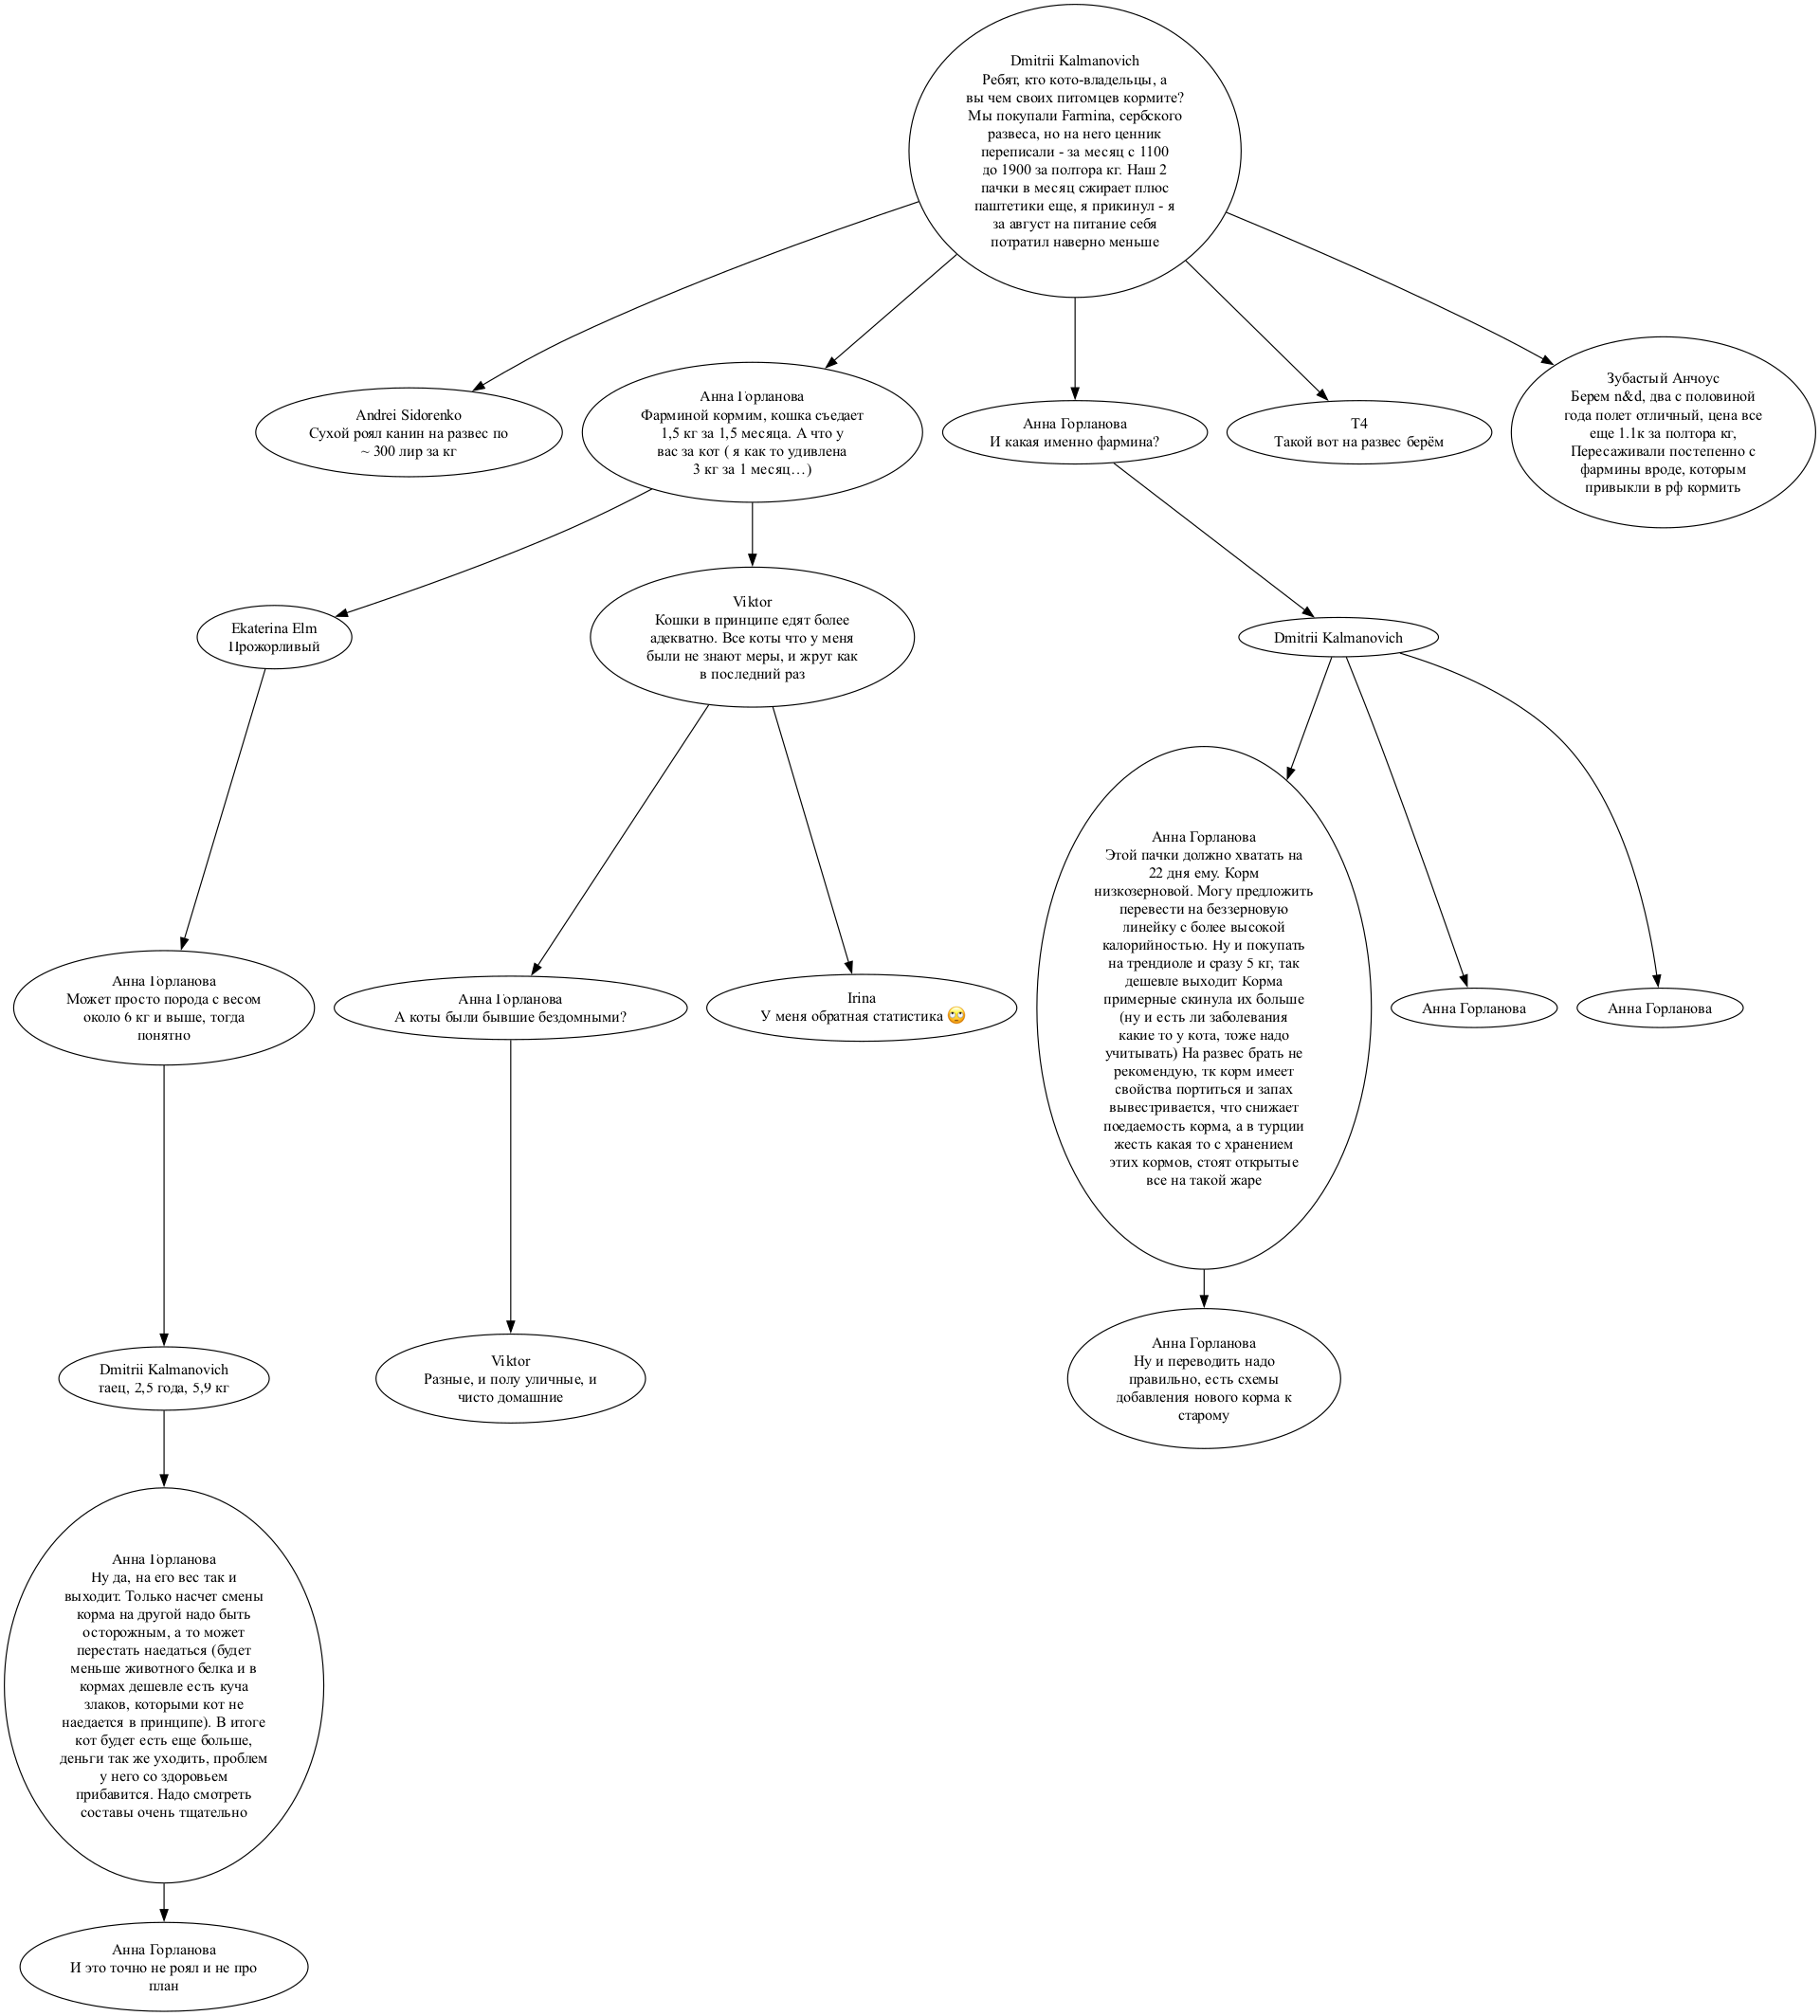 Dmitrii Kalmanovich
Ребят, кто кото-владельцы, а
вы чем своих питомцев кормите?
Мы покупали Farmina, сербского
развеса, но на него ценник
переписали - за месяц с 1100
до 1900 за полтора кг. Наш 2
пачки в месяц сжирает плюс
паштетики еще, я прикинул - я
за август на питание себя
потратил наверно меньше
Andrei Sidorenko
Сухой роял канин на развес по
~ 300 лир за кг
Анна Горланова
Фарминой кормим, кошка съедает
1,5 кг за 1,5 месяца. А что у
вас за кот ( я как то удивлена
3 кг за 1 месяц…)
Анна Горланова
И какая именно фармина?
T4
Такой вот на развес берём
Зубастый Анчоус
Берем n&d, два с половиной
года полет отличный, цена все
еще 1.1к за полтора кг,
Пересаживали постепенно с
фармины вроде, которым
привыкли в рф кормить
Ekaterina Elm
Прожорливый
Viktor
Кошки в принципе едят более
адекватно. Все коты что у меня
были не знают меры, и жрут как
в последний раз
Dmitrii Kalmanovich
Анна Горланова
Может просто порода с весом
около 6 кг и выше, тогда
понятно
Анна Горланова
А коты были бывшие бездомными?
Irina
У меня обратная статистика 🙄
Анна Горланова
Этой пачки должно хватать на
22 дня ему. Корм
низкозерновой. Могу предложить
перевести на беззерновую
линейку с более высокой
калорийностью. Ну и покупать
на трендиоле и сразу 5 кг, так
дешевле выходит Корма
примерные скинула их больше
(ну и есть ли заболевания
какие то у кота, тоже надо
учитывать) На развес брать не
рекомендую, тк корм имеет
свойства портиться и запах
вывестривается, что снижает
поедаемость корма, а в турции
жесть какая то с хранением
этих кормов, стоят открытые
все на такой жаре
Анна Горланова
Анна Горланова
Dmitrii Kalmanovich
таец, 2,5 года, 5,9 кг
Viktor
Разные, и полу уличные, и
чисто домашние
Анна Горланова
Ну и переводить надо
правильно, есть схемы
добавления нового корма к
старому
Анна Горланова
Ну да, на его вес так и
выходит. Только насчет смены
корма на другой надо быть
осторожным, а то может
перестать наедаться (будет
меньше животного белка и в
кормах дешевле есть куча
злаков, которыми кот не
наедается в принципе). В итоге
кот будет есть еще больше,
деньги так же уходить, проблем
у него со здоровьем
прибавится. Надо смотреть
составы очень тщательно
Анна Горланова
И это точно не роял и не про
план